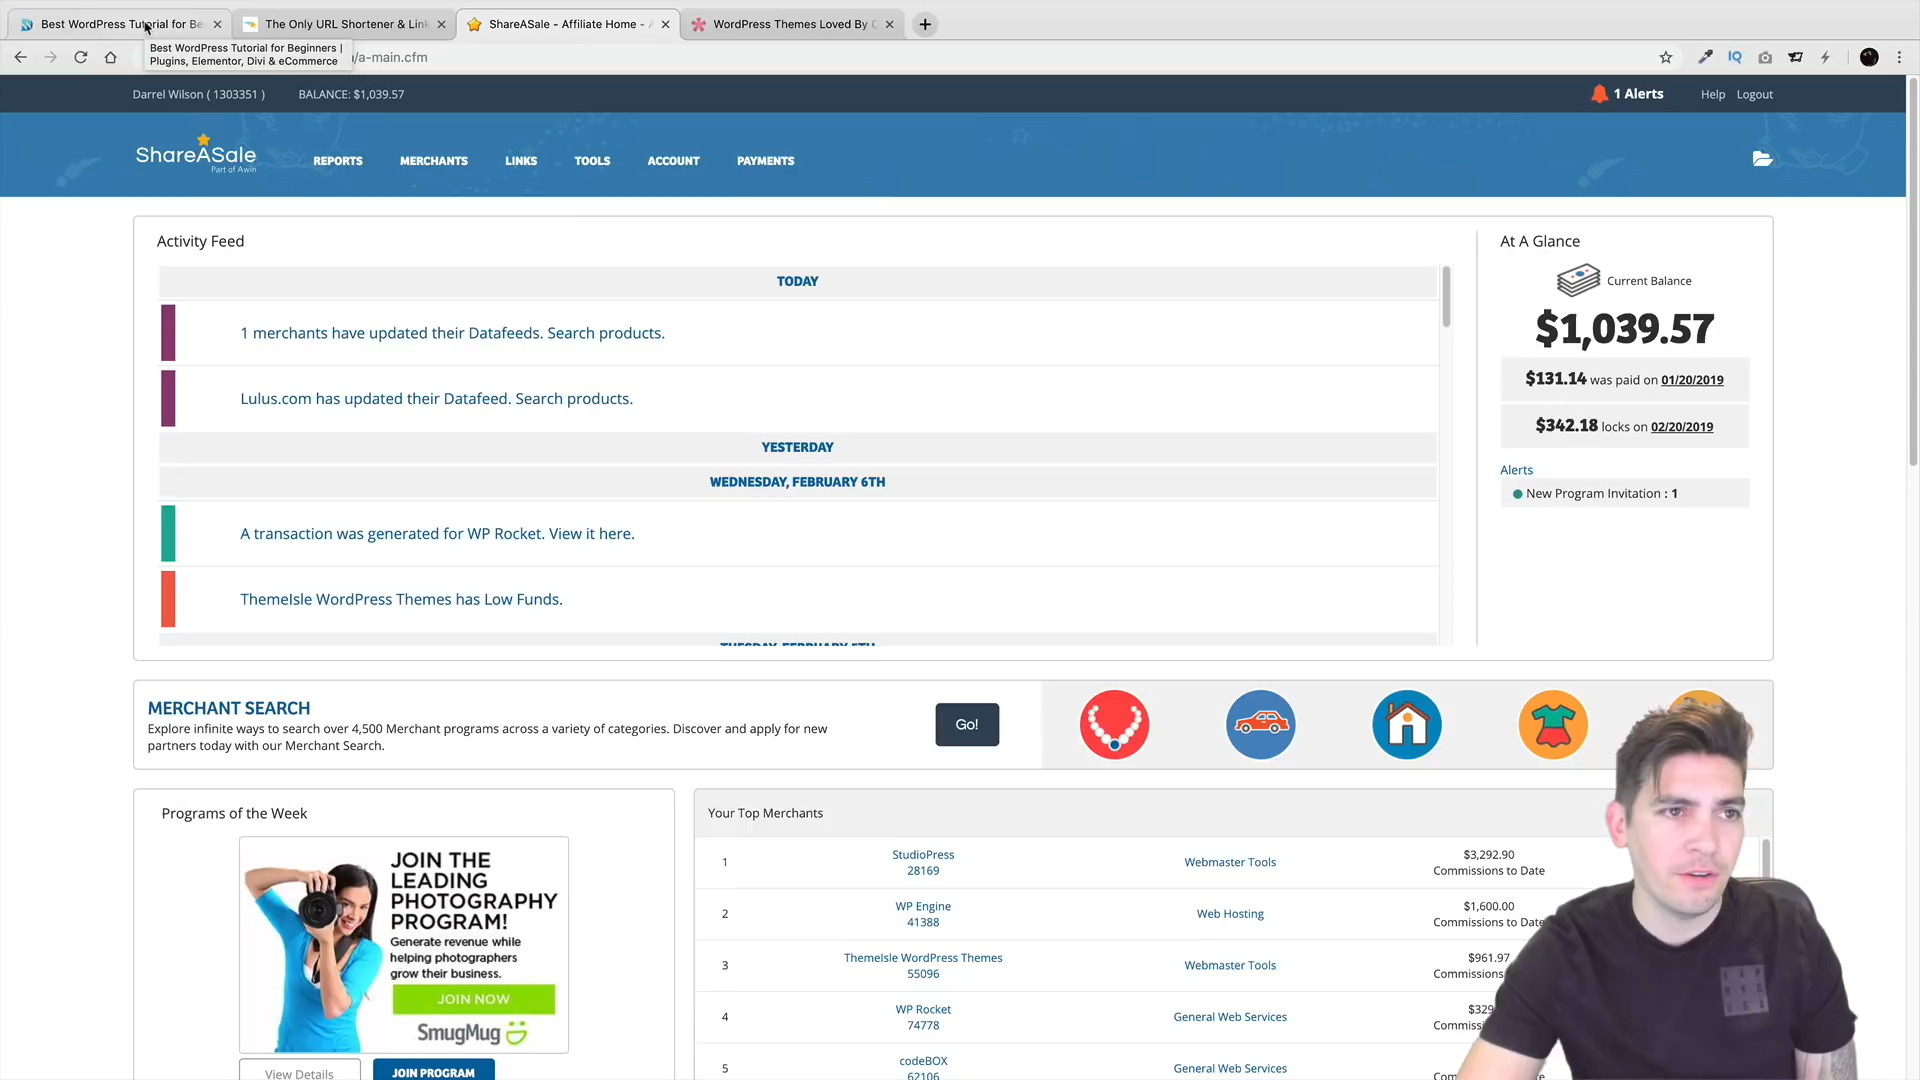 Best WordPress Tutorial for Be
The Only URL Shortener & Lin
ShareASale - Affiliate Home -
WordPress Themes Loved By
Best WordPress Tutorial for Beginners |
Plugins, Elementor, Divi & eCommerce
/a-main.cfm
IQ
Darrel Wilson ( 1303351 )
BALANCE: $1,039.57
1 Alerts
Help
Logout
ShareASale
Part of Awin
REPORTS
MERCHANTS
LINKS
TOOLS
ACCOUNT
PAYMENTS
Activity Feed
TODAY
1 merchants have updated their Datafeeds. Search products.
Lulus.com has updated their Datafeed. Search products.
YESTERDAY
WEDNESDAY, FEBRUARY 6TH
A transaction was generated for WP Rocket. View it here.
ThemeIsle WordPress Themes has Low Funds.
TUESDAY, FEBRUARY 5TH
At A Glance
Current Balance
$1,039.57
$131.14 was paid on 01/20/2019
$342.18 locks on 02/20/2019
Alerts
New Program Invitation : 1
MERCHANT SEARCH
Explore infinite ways to search over 4,500 Merchant programs across a variety of categories. Discover and apply for new
partners today with our Merchant Search.
Go!
Programs of the Week
JOIN THE
LEADING
PHOTOGRAPHY
PROGRAM!
Generate revenue while
helping photographers
grow their business.
JOIN NOW
SmugMug
View Details
JOIN PROGRAM
Your Top Merchants
1
StudioPress
28169
Webmaster Tools
$3,292.90
Commissions to Date
2
WP Engine
41388
Web Hosting
$1,600.00
Commissions to Date
3
ThemeIsle WordPress Themes
55096
Webmaster Tools
$961.97
Commissions
4
WP Rocket
74778
General Web Services
$329
Commiss
5
codeBOX
62106
General Web Services
Com